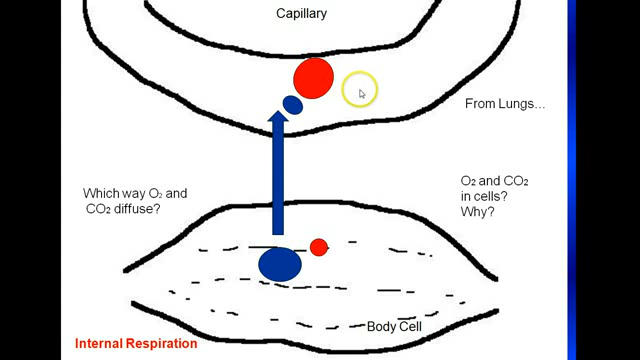 Capillary
From Lungs...
Which way O₂ and
CO₂ diffuse?
O₂ and CO₂
in cells?
Why?
Body Cell
Internal Respiration